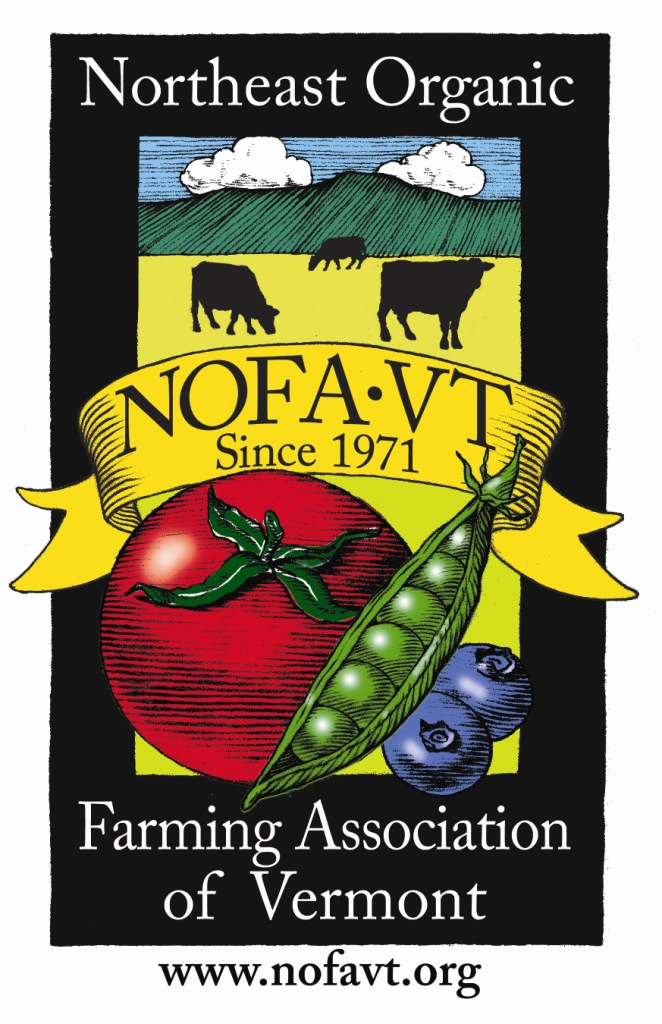 Northeast Organic
NOFA•VT
Since 1971
Farming Association
of Vermont
www.nofavt.org